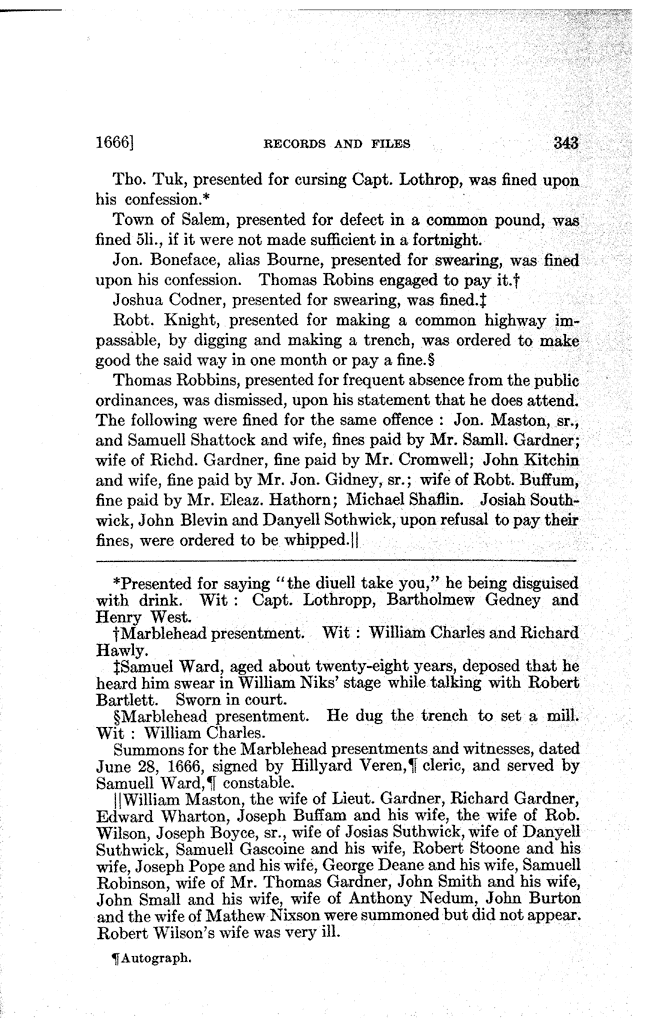 1666] RECORDS AND FILES 343
Tho. Tuk, presented for cursing Capt. Lothrop, was fined upon
his confession.*
Town of Salem, presented for defect in a common pound, was
fined 5li., if it were not made sufficient in a fortnight.
Jon. Boneface, alias Bourne, presented for swearing, was fined
upon his confession. Thomas Robins engaged to pay it.†
Joshua Codner, presented for swearing, was fined.‡
Robt. Knight, presented for making a common highway im-
passable, by digging and making a trench, was ordered to make
good the said way in one month or pay a fine.§
Thomas Robbins, presented for frequent absence from the public
ordinances, was dismissed, upon his statement that he does attend.
The following were fined for the same offence : Jon. Maston, sr.,
and Samuell Shattock and wife, fines paid by Mr. Samll. Gardner;
wife of Richd. Gardner, fine paid by Mr. Cromwell; John Kitchin
and wife, fine paid by Mr. Jon. Gidney, sr.; wife of Robt. Buffum,
fine paid by Mr. Eleaz. Hathorn; Michael Shaflin. Josiah South-
wick, John Blevin and Danyell Sothwick, upon refusal to pay their
fines, were ordered to be whipped.||
*Presented for saying "the diuell take you," he being disguised
with drink. Wit : Capt. Lothropp, Bartholmew Gedney and
Henry West.
†Marblehead presentment. Wit : William Charles and Richard
Hawly.
‡Samuel Ward, aged about twenty-eight years, deposed that he
heard him swear in William Niks' stage while talking with Robert
Bartlett. Sworn in court.
§Marblehead presentment. He dug the trench to set a mill.
Wit : William Charles.
Summons for the Marblehead presentments and witnesses, dated
June 28, 1666, signed by Hillyard Veren,¶ cleric, and served by
Samuell Ward,¶ constable.
||William Maston, the wife of Lieut. Gardner, Richard Gardner,
Edward Wharton, Joseph Buffam and his wife, the wife of Rob.
Wilson, Joseph Boyce, sr., wife of Josias Suthwick, wife of Danyell
Suthwick, Samuell Gascoine and his wife, Robert Stoone and his
wife, Joseph Pope and his wife, George Deane and his wife, Samuell
Robinson, wife of Mr. Thomas Gardner, John Smith and his wife,
John Small and his wife, wife of Anthony Nedum, John Burton
and the wife of Mathew Nixson were summoned but did not appear.
Robert Wilson's wife was very ill.
¶Autograph.